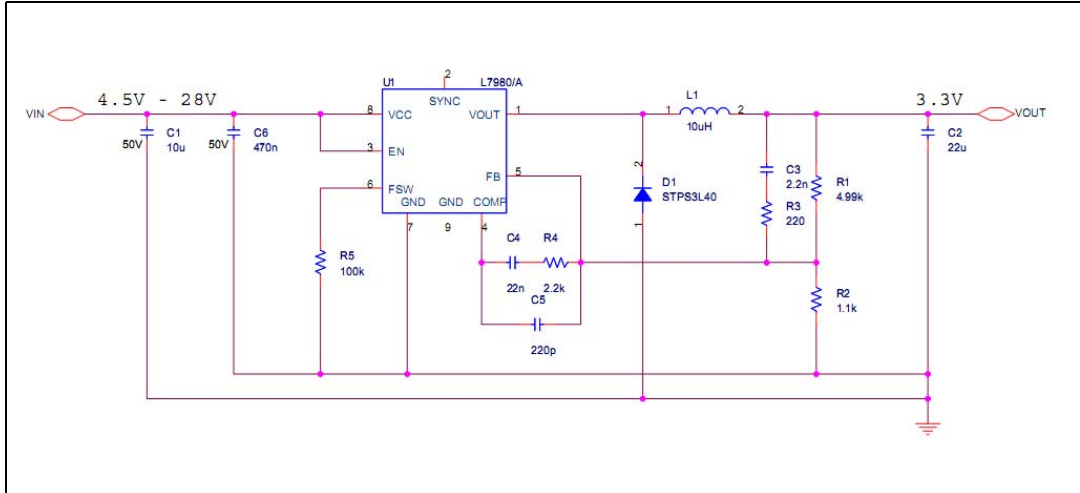 U1
L7980/A
2
SYNC
VIN
4.5V - 28V
8
VCC
VOUT
1
L1
1
2
10uH
3.3V
VOUT
C1
10u
50V
C6
470n
50V
3
EN
C2
22u
6
FSW
FB
5
GND
GND
COMP
7
9
4
2
D1
STPS3L40
1
C3
2.2n
R3
220
R1
4.99k
R5
100k
C4
22n
R4
2.2k
C5
220p
R2
1.1k